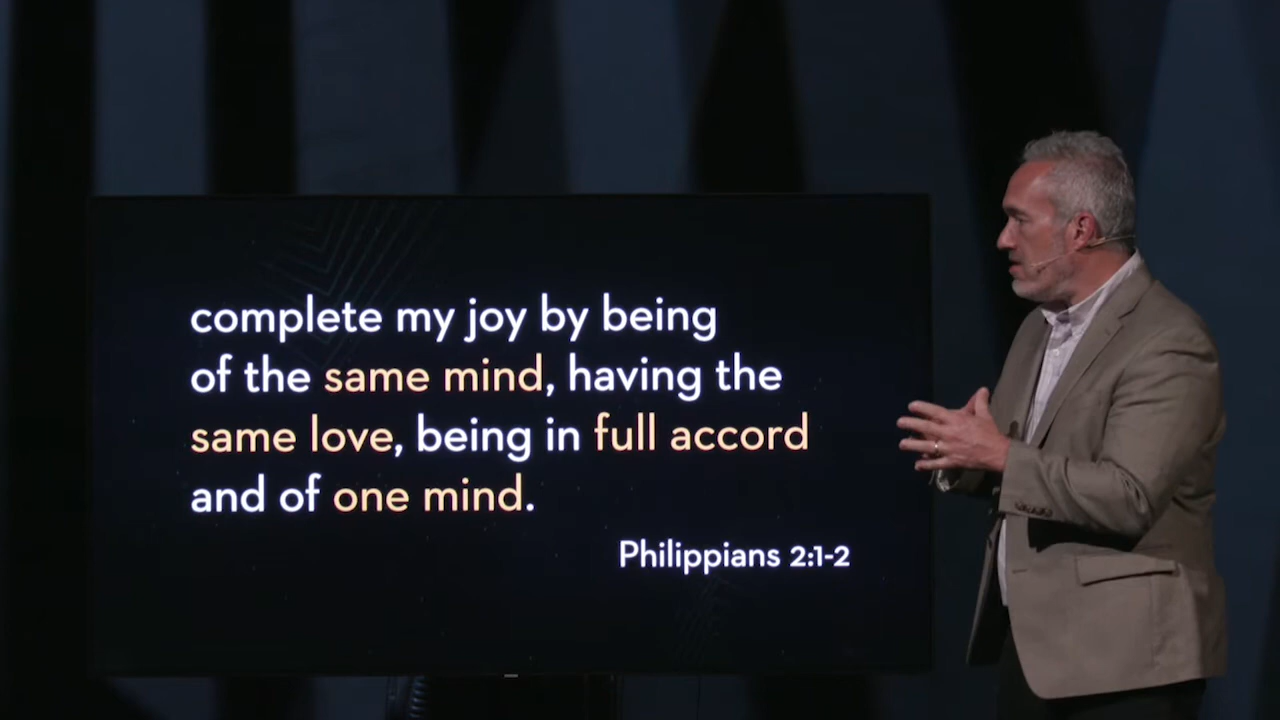 complete my joy by being
of the same mind, having the
same love, being in full accord
and of one mind.
Philippians 2:1-2